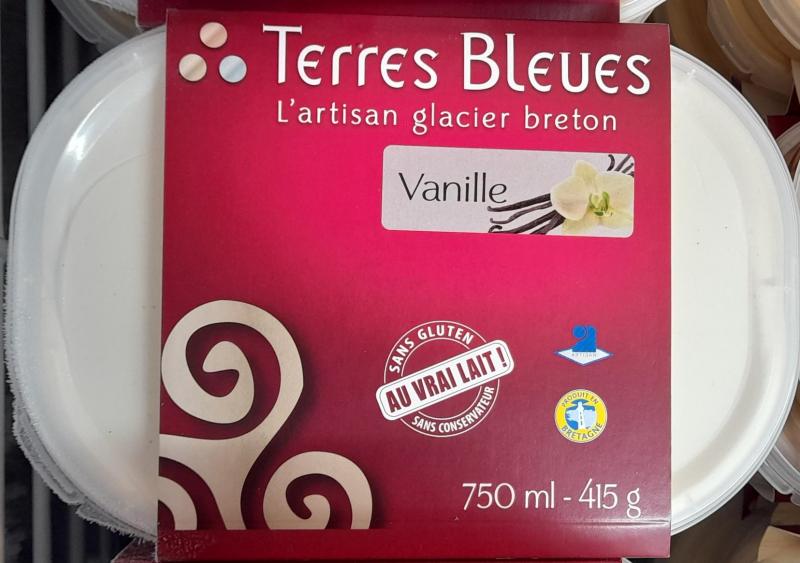 Terres Bleues
L'artisan glacier breton
Vanille
SANS GLUTEN
AU VRAI LAIT !
SANS CONSERVATEUR
ARTISAN
PRODUIT EN
BRETAGNE
750 ml - 415 g